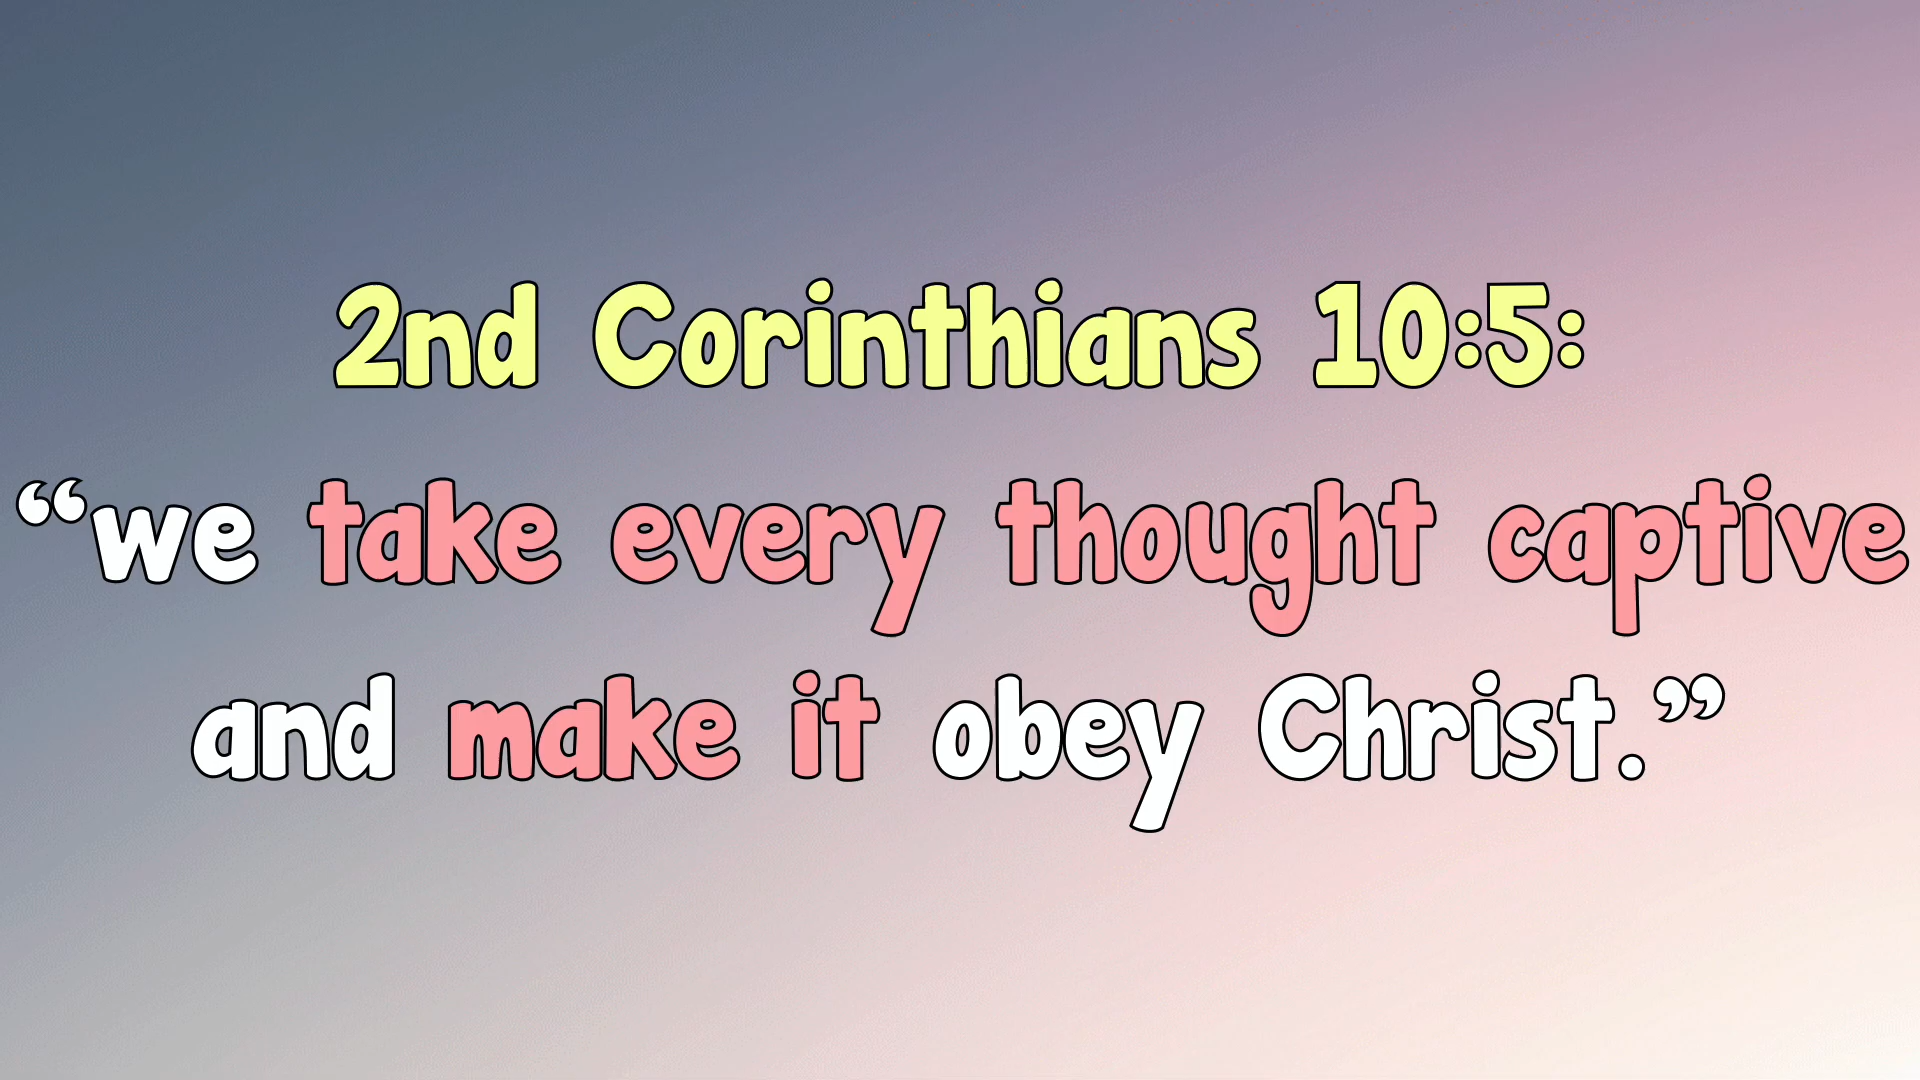 2nd Corinthians 10:5:
“we take every thought captive
and make it obey Christ.”